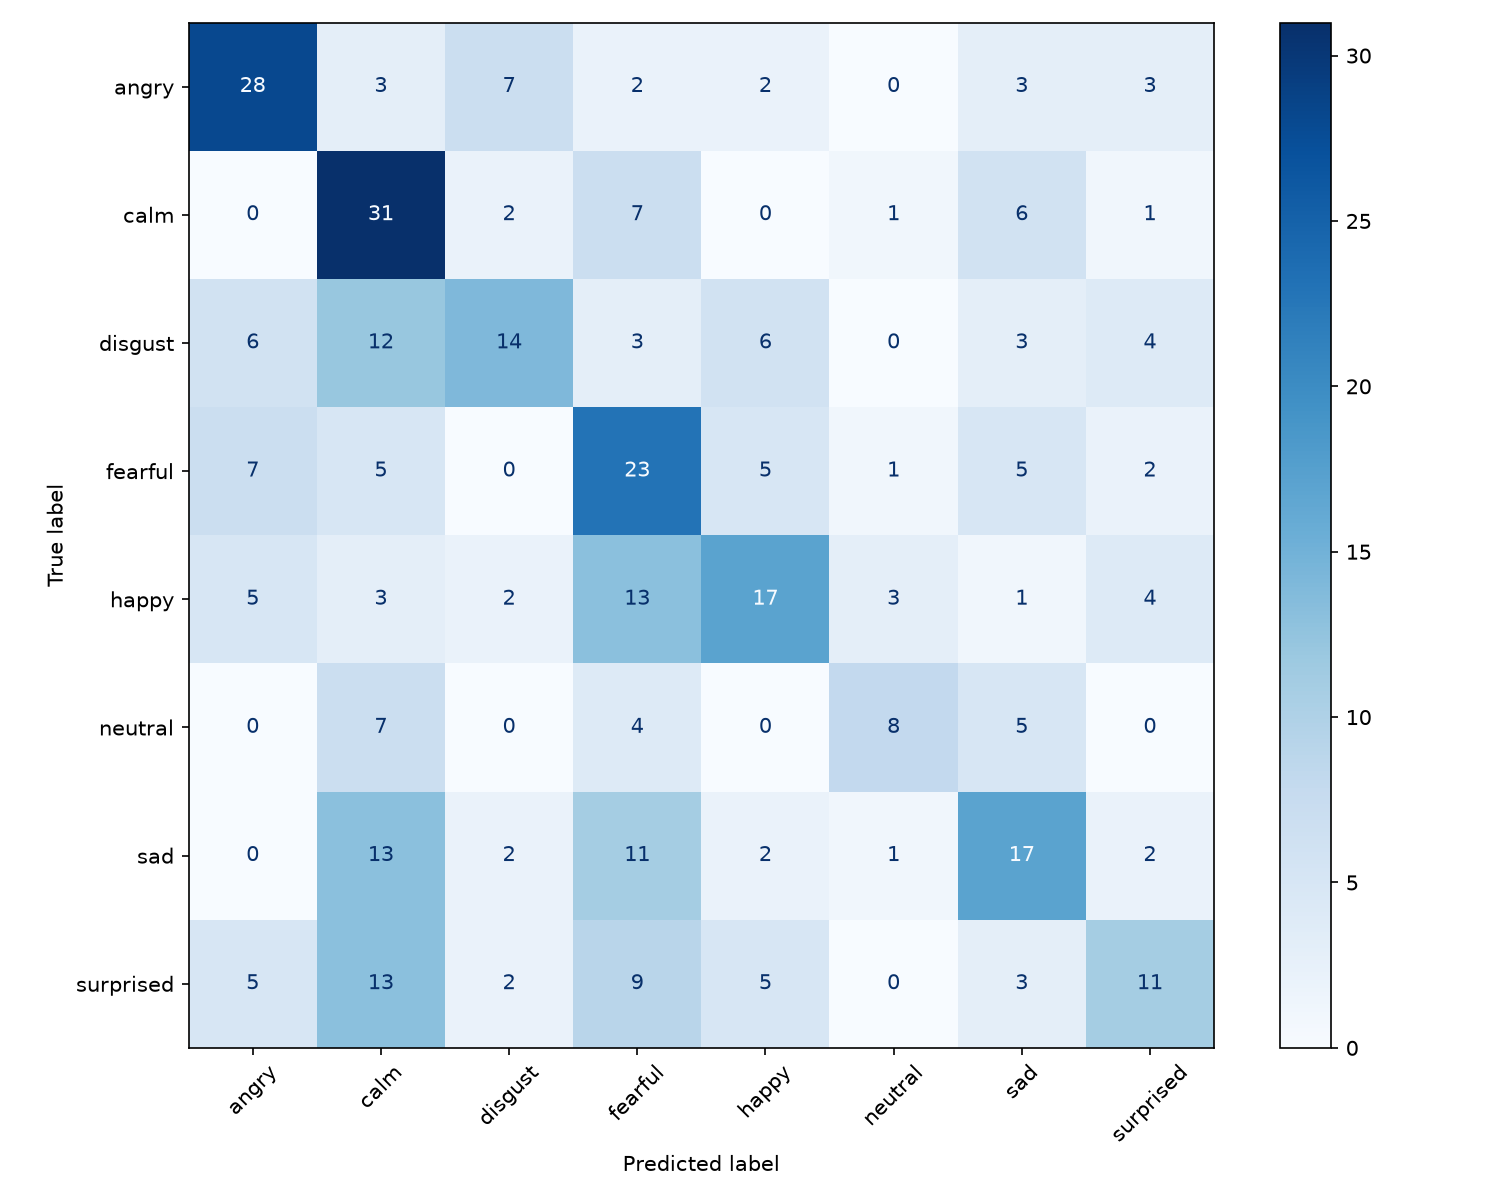 angry 28 3 7 2 2 0 3 3
calm 0 31 2 7 0 1 6 1
disgust 6 12 14 3 6 0 3 4
fearful 7 5 0 23 5 1 5 2
happy 5 3 2 13 17 3 1 4
neutral 0 7 0 4 0 8 5 0
sad 0 13 2 11 2 1 17 2
surprised 5 13 2 9 5 0 3 11
angry calm disgust fearful happy neutral sad surprised
Predicted label
True label
30
25
20
15
10
5
0